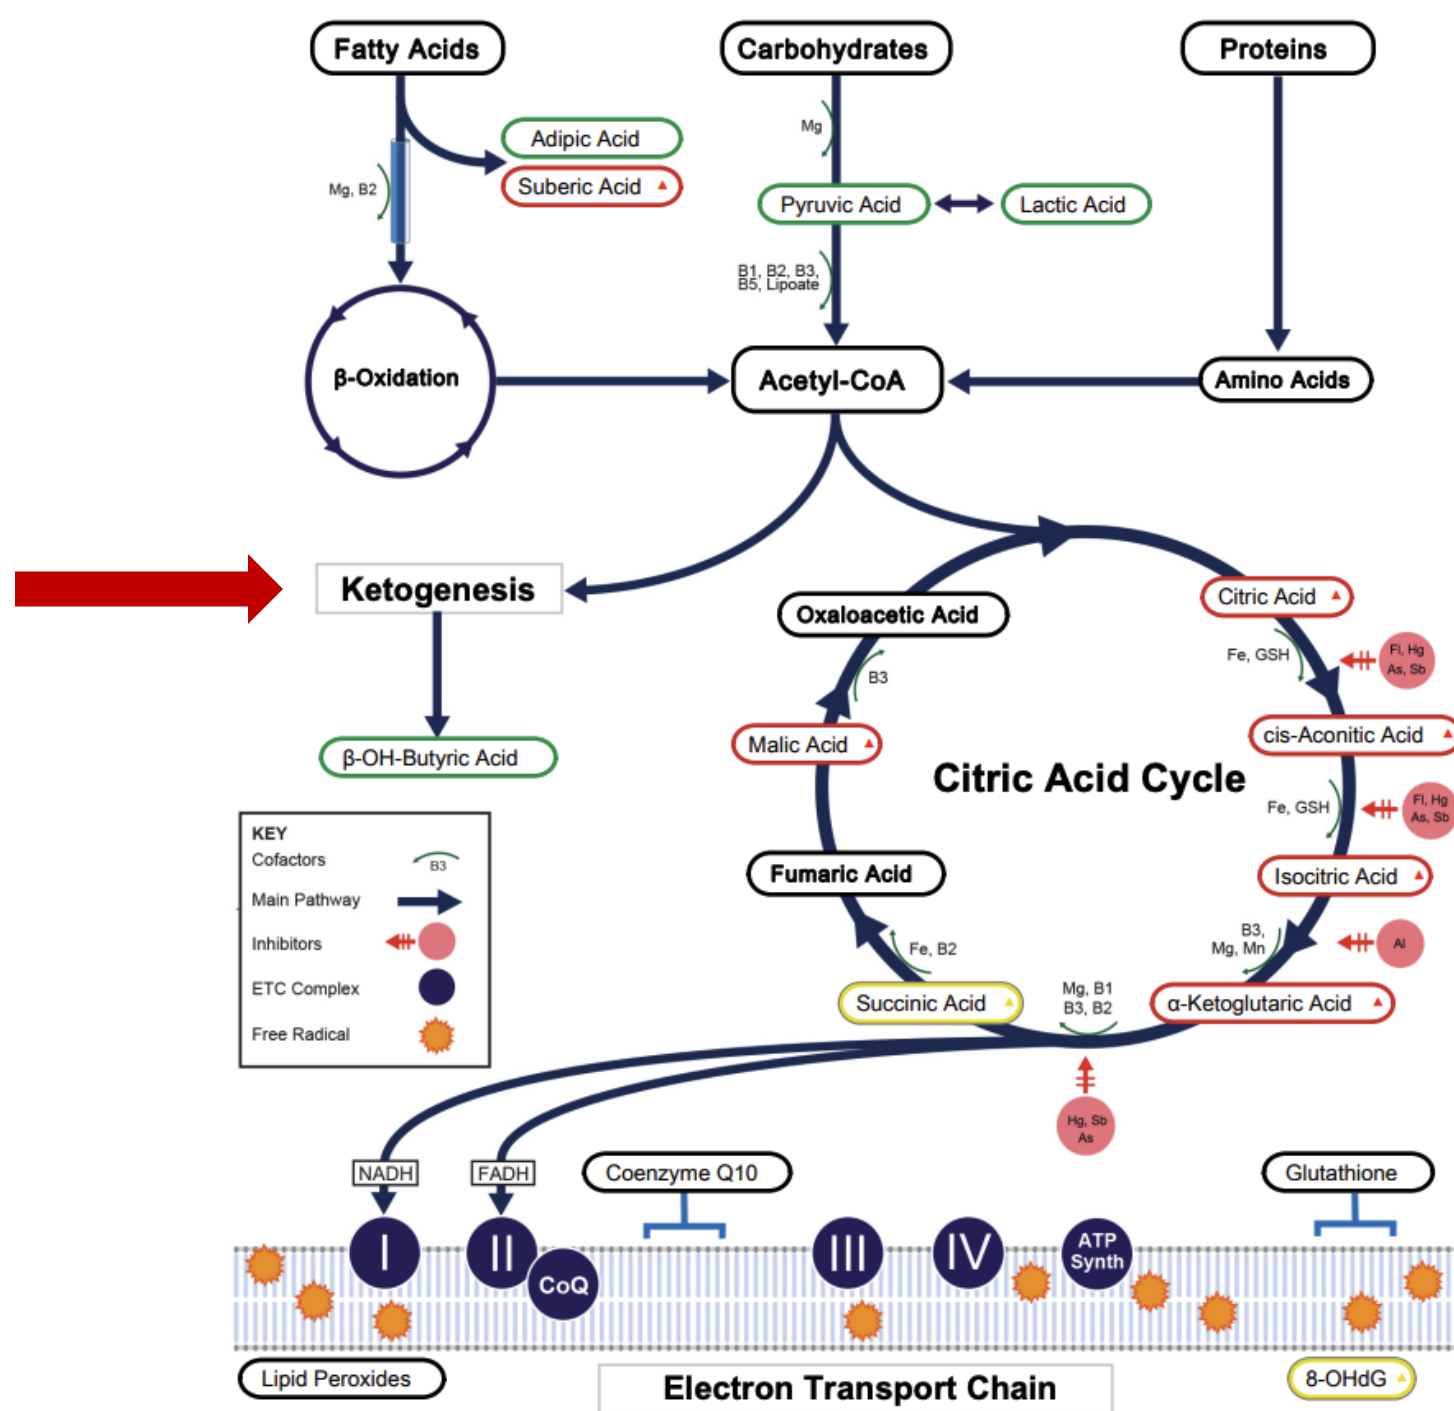 Fatty Acids
Carbohydrates
Proteins
Adipic Acid
Suberic Acid
Mg, B2
Mg
Pyruvic Acid
Lactic Acid
B1, B2, B3,
B5, Lipoate
β-Oxidation
Acetyl-CoA
Amino Acids
Ketogenesis
β-OH-Butyric Acid
Oxaloacetic Acid
Citric Acid
Fe, GSH
Fl, Hg
As, Sb
B3
Malic Acid
cis-Aconitic Acid
Citric Acid Cycle
Fe, GSH
Fl, Hg
As, Sb
Fumaric Acid
Isocitric Acid
Fe, B2
B3,
Mg, Mn
Al
Succinic Acid
Mg, B1
B3, B2
α-Ketoglutaric Acid
Hg, Sb
As
KEY
Cofactors
B3
Main Pathway
Inhibitors
ETC Complex
Free Radical
NADH
FADH
Coenzyme Q10
Glutathione
I
II
CoQ
III
IV
ATP
Synth
Lipid Peroxides
Electron Transport Chain
8-OHdG